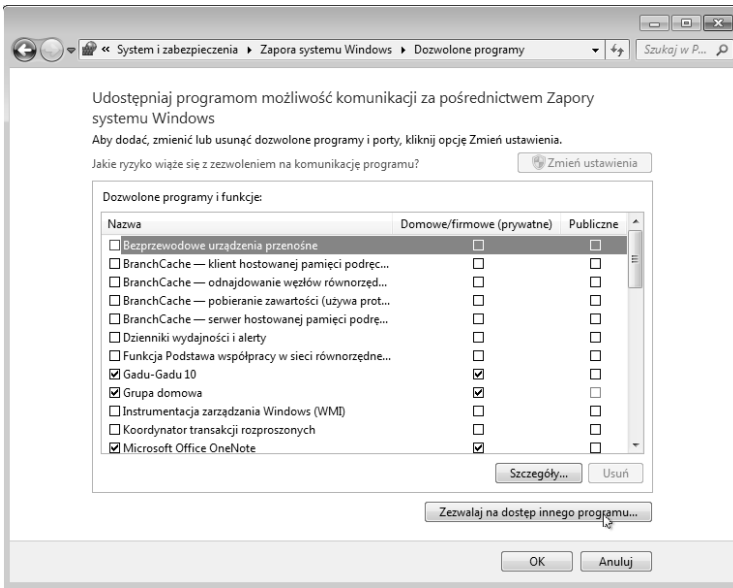 « System i zabezpieczenia ▸ Zapora systemu Windows ▸ Dozwolone programy Szukaj w P...
Udostępniaj programom możliwość komunikacji za pośrednictwem Zapory
systemu Windows
Aby dodać, zmienić lub usunąć dozwolone programy i porty, kliknij opcję Zmień ustawienia.
Jakie ryzyko wiąże się z zezwoleniem na komunikację programu? Zmień ustawienia
Dozwolone programy i funkcje:
Nazwa Domowe/firmowe (prywatne) Publiczne
Bezprzewodowe urządzenia przenośne
BranchCache — klient hostowanej pamięci podręc...
BranchCache — odnajdowanie węzłów równorzęd...
BranchCache — pobieranie zawartości (używa prot...
BranchCache — serwer hostowanej pamięci podrę...
Dzienniki wydajności i alerty
Funkcja Podstawa współpracy w sieci równorzędne...
Gadu-Gadu 10
Grupa domowa
Instrumentacja zarządzania Windows (WMI)
Koordynator transakcji rozproszonych
Microsoft Office OneNote
Szczegóły... Usuń
Zezwalaj na dostęp innego programu...
OK Anuluj